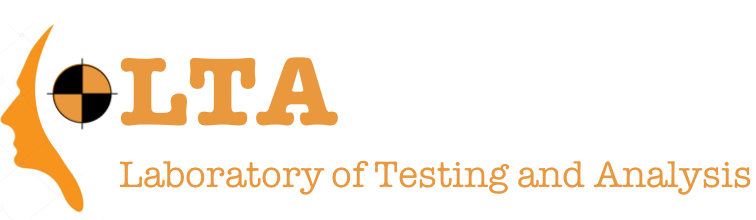 LTA
Laboratory of Testing and Analysis